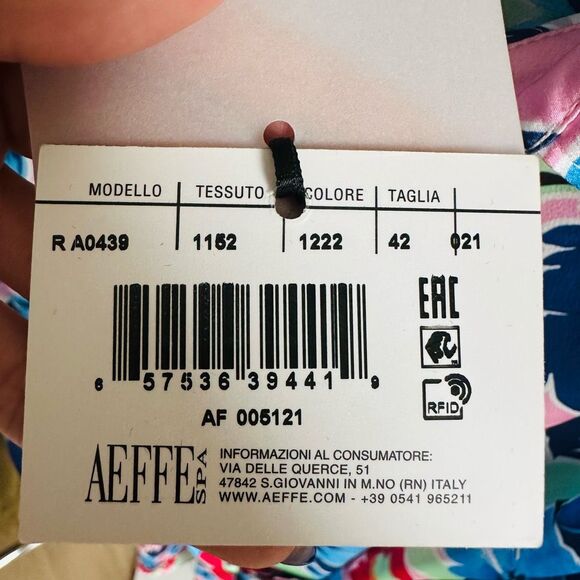 MODELLO TESSUTO COLORE TAGLIA
R A0439 1152 1222 42 021
EAC
6 57536 39441 9
RFID
AF 005121
AEFFE SPA
INFORMAZIONI AL CONSUMATORE:
VIA DELLE QUERCE, 51
47842 S.GIOVANNI IN M.NO (RN) ITALY
WWW.AEFFE.COM - +39 0541 965211